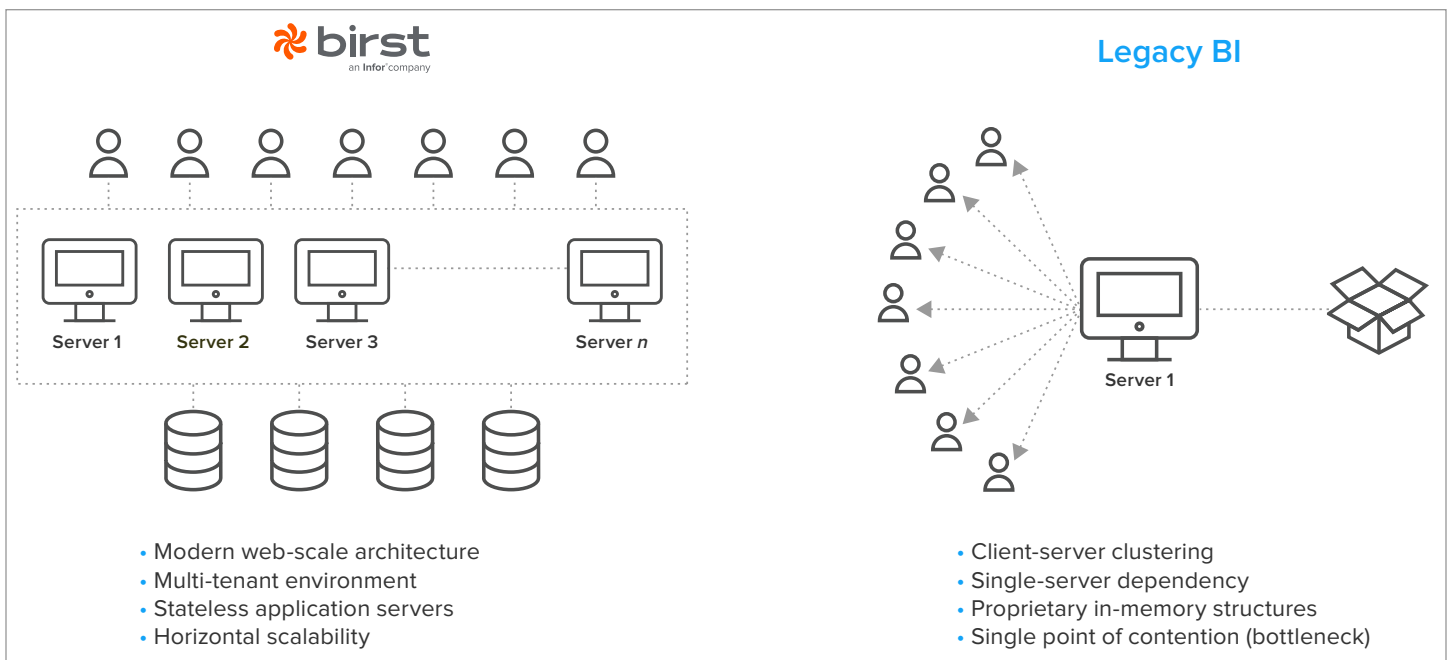 birst
an Infor® company
Legacy BI
Server 1
Server 2
Server 3
Server n
Server 1
• Modern web-scale architecture
• Multi-tenant environment
• Stateless application servers
• Horizontal scalability
• Client-server clustering
• Single-server dependency
• Proprietary in-memory structures
• Single point of contention (bottleneck)